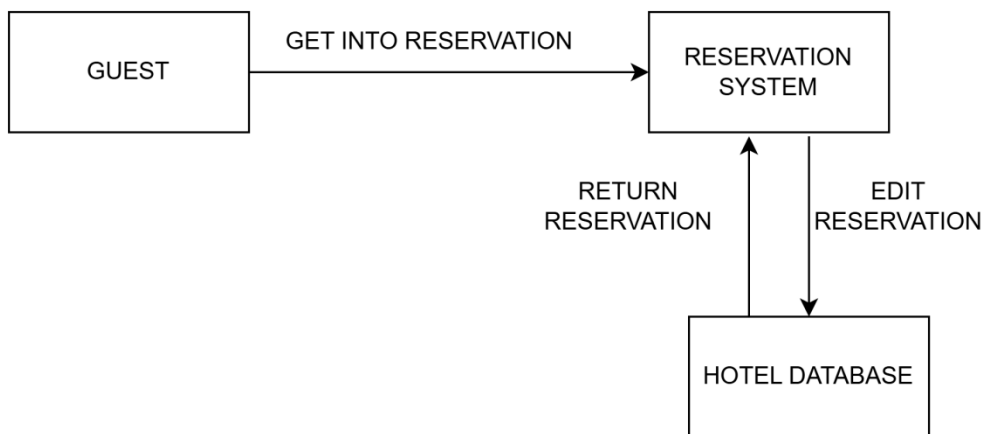 GET INTO RESERVATION
GUEST
RESERVATION
SYSTEM
RETURN
RESERVATION
EDIT
RESERVATION
HOTEL DATABASE